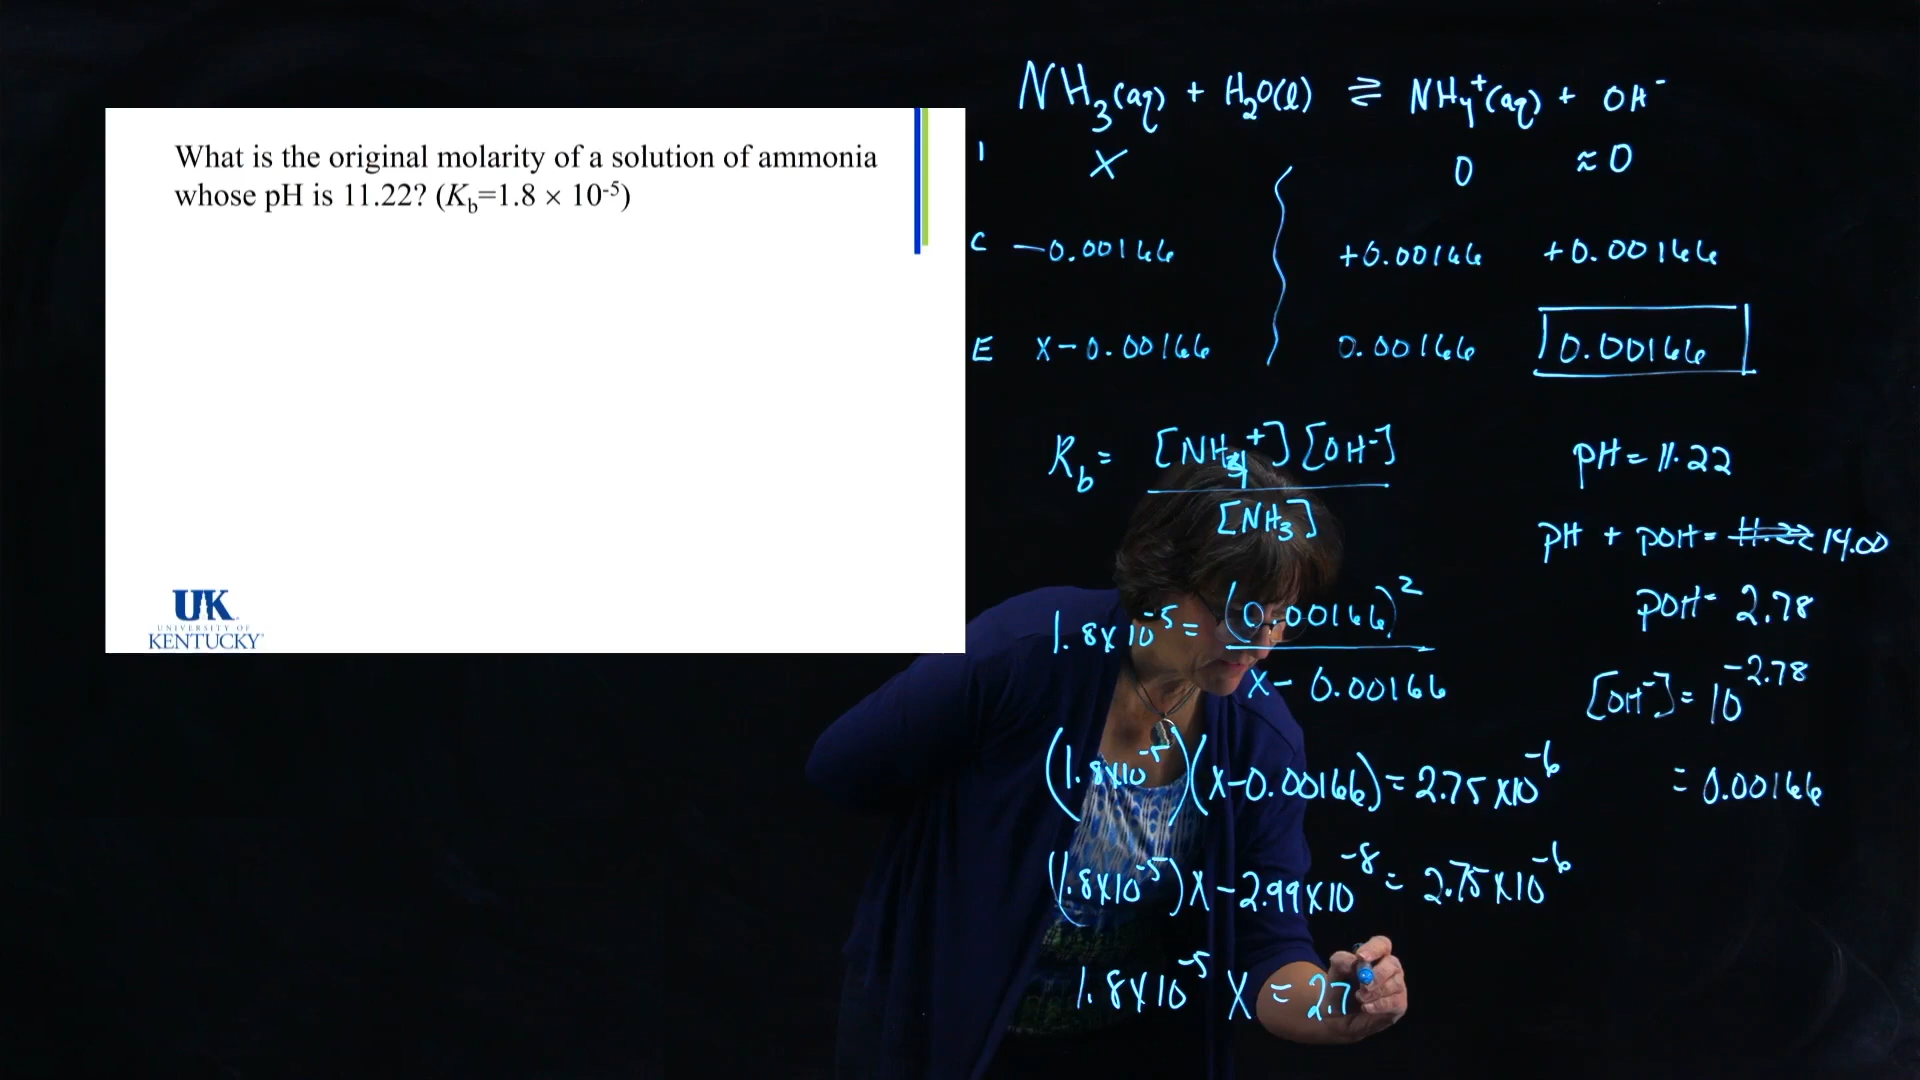 What is the original molarity of a solution of ammonia
whose pH is 11.22? (Kb=1.8 × 10⁻⁵)
UK
UNIVERSITY OF
KENTUCKY
NH₃(aq) + H₂O(l) ⇌ NH₄⁺(aq) + OH⁻
I X 0 ≈0
C -0.00166 +0.00166 +0.00166
E X-0.00166 0.00166 0.00166
Kb = [NH₄⁺][OH⁻]
[NH₃]
1.8x10⁻⁵ = (0.00166)²
X-0.00166
(1.8x10⁻⁵)(X-0.00166) = 2.75x10⁻⁶
(1.8x10⁻⁵)X-2.99x10⁻⁸ = 2.75x10⁻⁶
1.8x10⁻⁵ X = 2.7
pH = 11.22
pH + pOH = 11.22 14.00
pOH = 2.78
[OH⁻] = 10⁻²·⁷⁸
= 0.00166